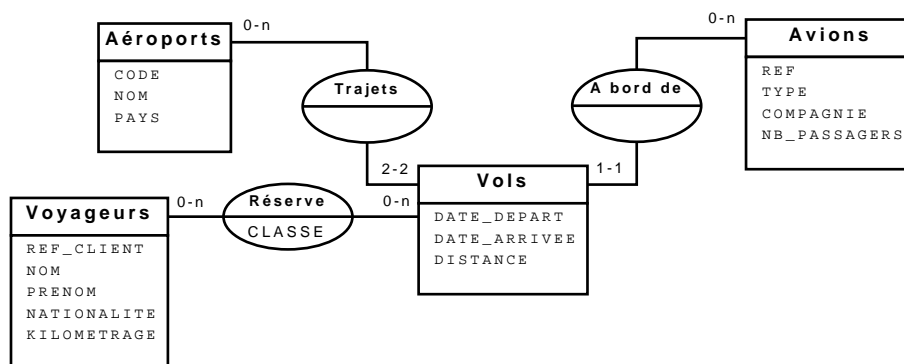 0-n
0-n
Aéroports
Avions
CODE
NOM
PAYS
Trajets
A bord de
REF
TYPE
COMPAGNIE
NB_PASSAGERS
2-2
1-1
Vols
0-n
0-n
Voyageurs
Réserve
CLASSE
DATE_DEPART
DATE_ARRIVEE
DISTANCE
REF_CLIENT
NOM
PRENOM
NATIONALITE
KILOMETRAGE